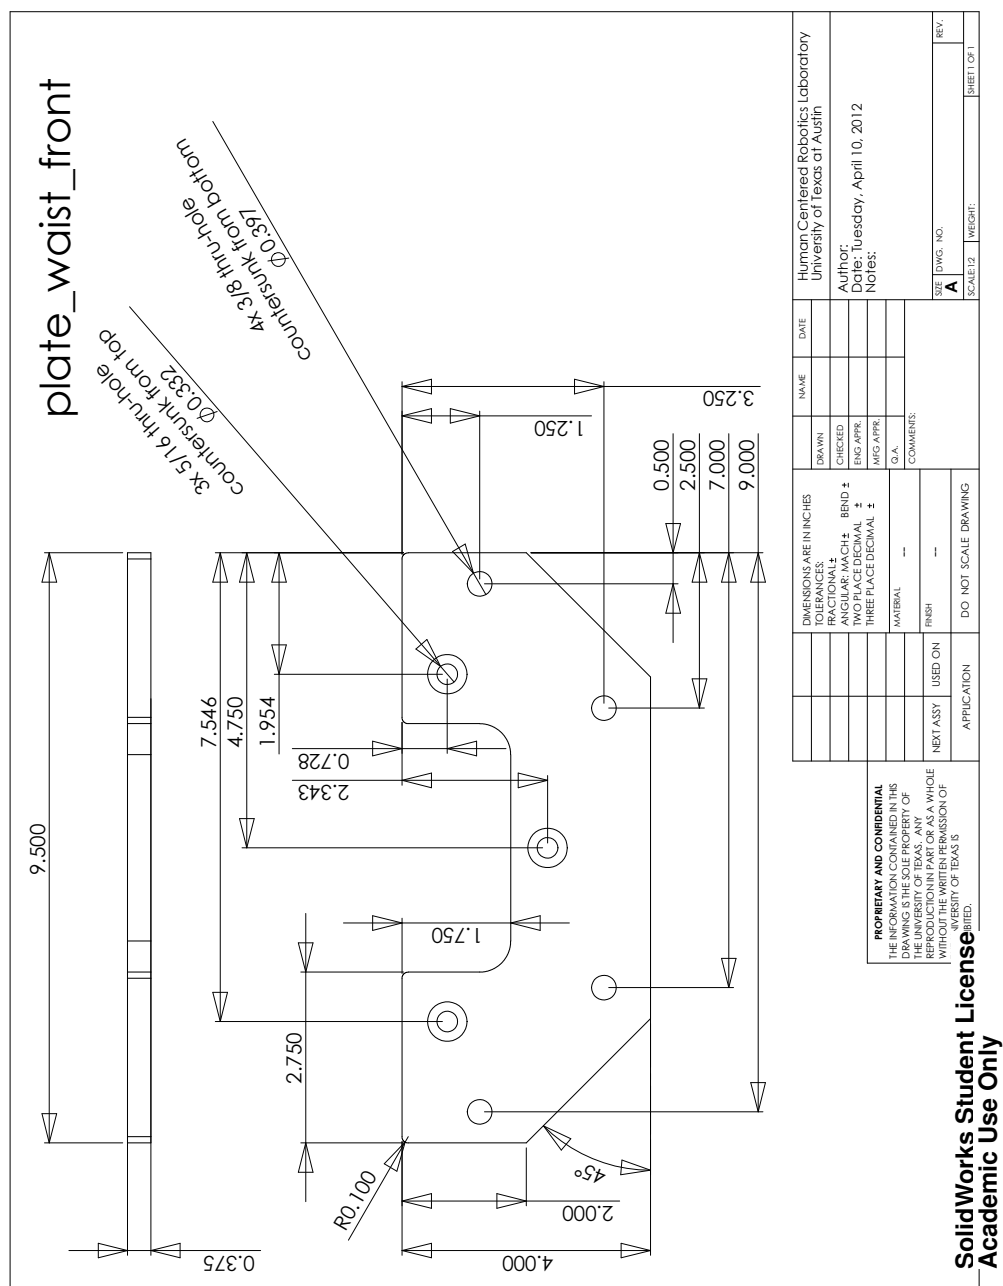 plate_waist_front
3x 5/16 thru-hole
countersunk from top
∅0.332
4x 3/8 thru-hole
countersunk from bottom
∅0.397
9.500
7.546
4.750
1.954
2.750
0.728
2.343
1.750
R0.100
45°
0.375
4.000
2.000
1.250
3.250
0.500
2.500
7.000
9.000
PROPRIETARY AND CONFIDENTIAL
THE INFORMATION CONTAINED IN THIS
DRAWING IS THE SOLE PROPERTY OF
THE UNIVERSITY OF TEXAS. ANY
REPRODUCTION IN PART OR AS A WHOLE
WITHOUT THE WRITTEN PERMISSION OF
IVERSITY OF TEXAS IS
BITED.
NEXT ASSY
USED ON
APPLICATION
DIMENSIONS ARE IN INCHES
TOLERANCES:
FRACTIONAL±
ANGULAR: MACH± BEND ±
TWO PLACE DECIMAL ±
THREE PLACE DECIMAL ±
MATERIAL
--
FINISH
--
DO NOT SCALE DRAWING
NAME
DATE
DRAWN
CHECKED
ENG APPR.
MFG APPR.
Q.A.
COMMENTS:
Human Centered Robotics Laboratory
University of Texas at Austin
Author:
Date: Tuesday, April 10, 2012
Notes:
SIZE
A
DWG. NO.
REV.
SCALE:1:2
WEIGHT:
SHEET 1 OF 1
SolidWorks Student License
Academic Use Only